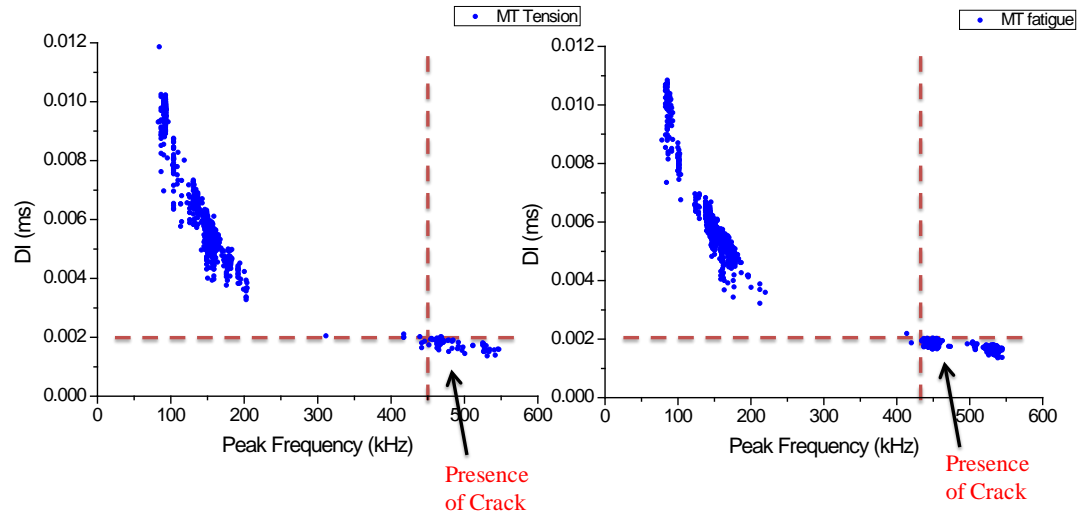 MT Tension
0.012
0.010
0.008
0.006
0.004
0.002
0.000
DI (ms)
0 100 200 300 400 500 600
Peak Frequency (kHz)
Presence
of Crack
MT fatigue
0.012
0.010
0.008
0.006
0.004
0.002
0.000
DI (ms)
0 100 200 300 400 500 600
Peak Frequency (kHz)
Presence
of Crack